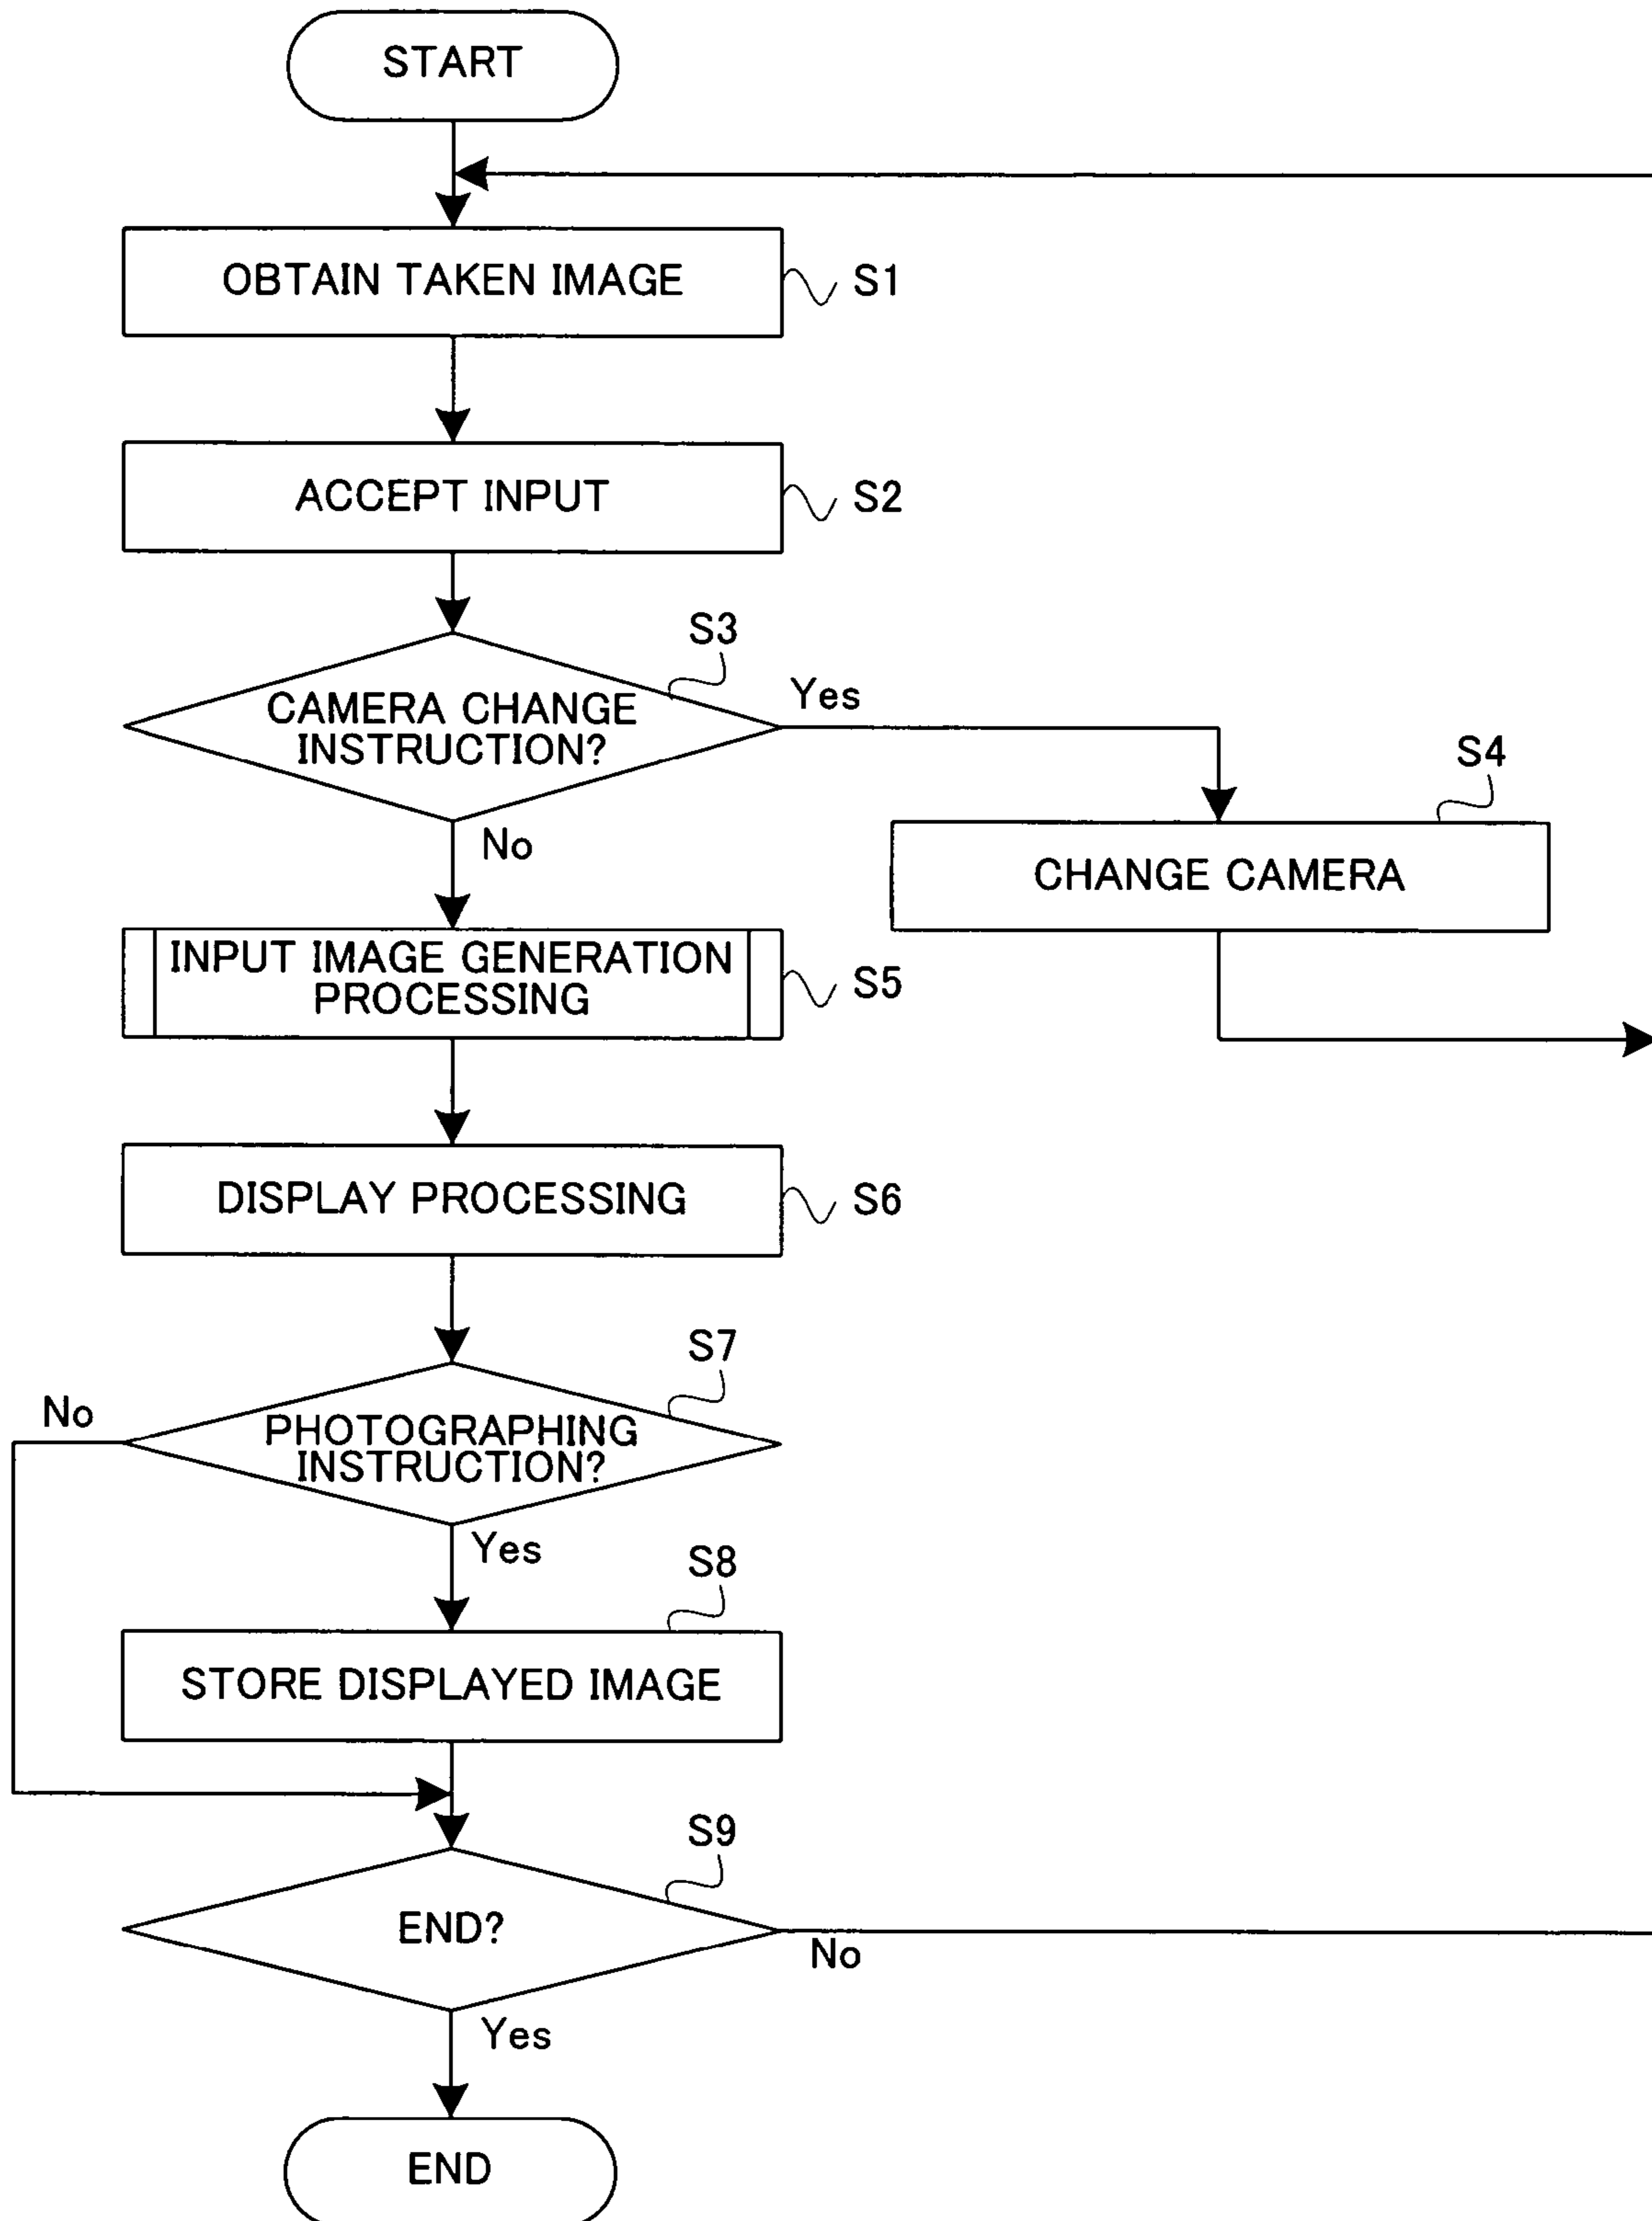 START
OBTAIN TAKEN IMAGE
S1
ACCEPT INPUT
S2
S3
CAMERA CHANGE
INSTRUCTION?
Yes
No
S4
CHANGE CAMERA
INPUT IMAGE GENERATION
PROCESSING
S5
DISPLAY PROCESSING
S6
S7
No
PHOTOGRAPHING
INSTRUCTION?
Yes
S8
STORE DISPLAYED IMAGE
S9
END?
No
Yes
END